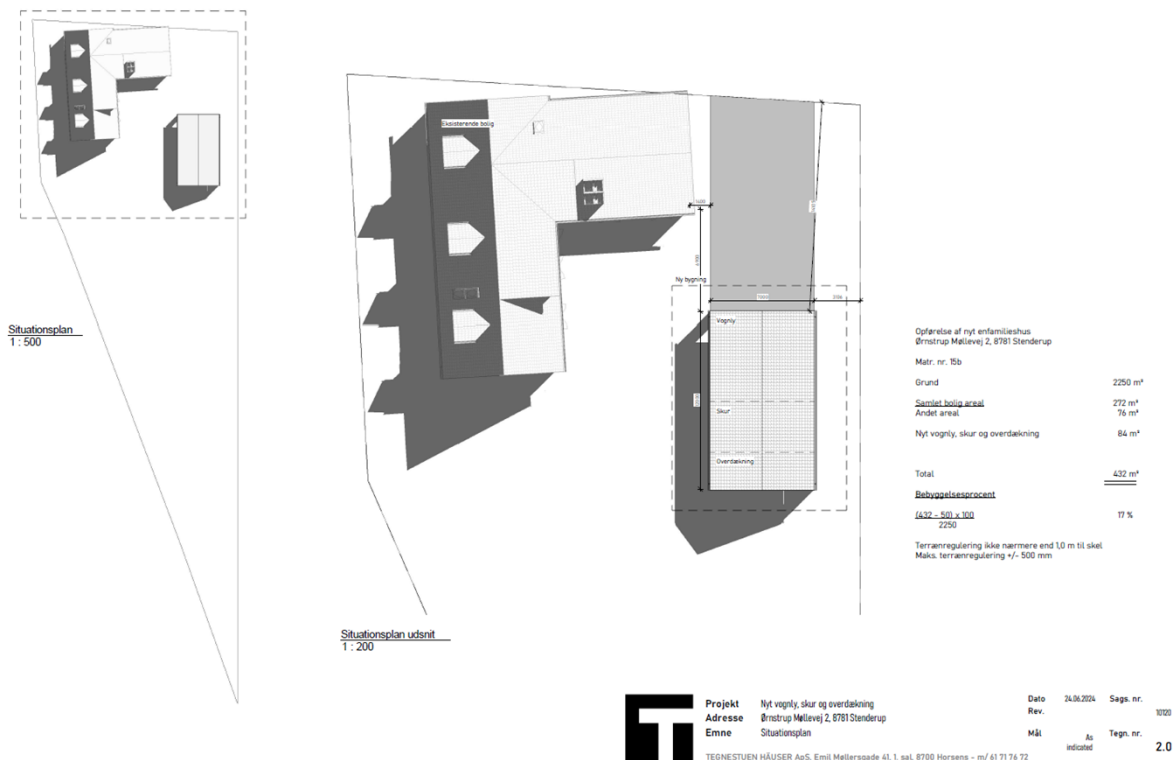 Situationsplan
1 : 500
Eksisterende bolig
Ny bygning
Vognly
Skur
Overdækning
Situationsplan udsnit
1 : 200
Opførelse af nyt enfamilieshus
Ørnstrup Møllevej 2, 8781 Stenderup
Matr. nr. 15b
Grund 2250 m²
Samlet bolig areal 272 m²
Andet areal 76 m²
Nyt vognly, skur og overdækning 84 m²
Total 432 m²
Bebyggelsesprocent
(432 - 50) x 100 17 %
2250
Terrænregulering ikke nærmere end 1,0 m til skel
Maks. terrænregulering +/- 500 mm
Projekt Nyt vognly, skur og overdækning
Adresse Ørnstrup Møllevej 2, 8781 Stenderup
Emne Situationsplan
TEGNESTUEN HÄUSER ApS, Emil Møllersgade 41, 1. sal, 8700 Horsens - m/ 61 71 76 72
Dato 24.06.2024 Sags. nr.
Rev. 10120
Mål As indicated Tegn. nr. 2.0